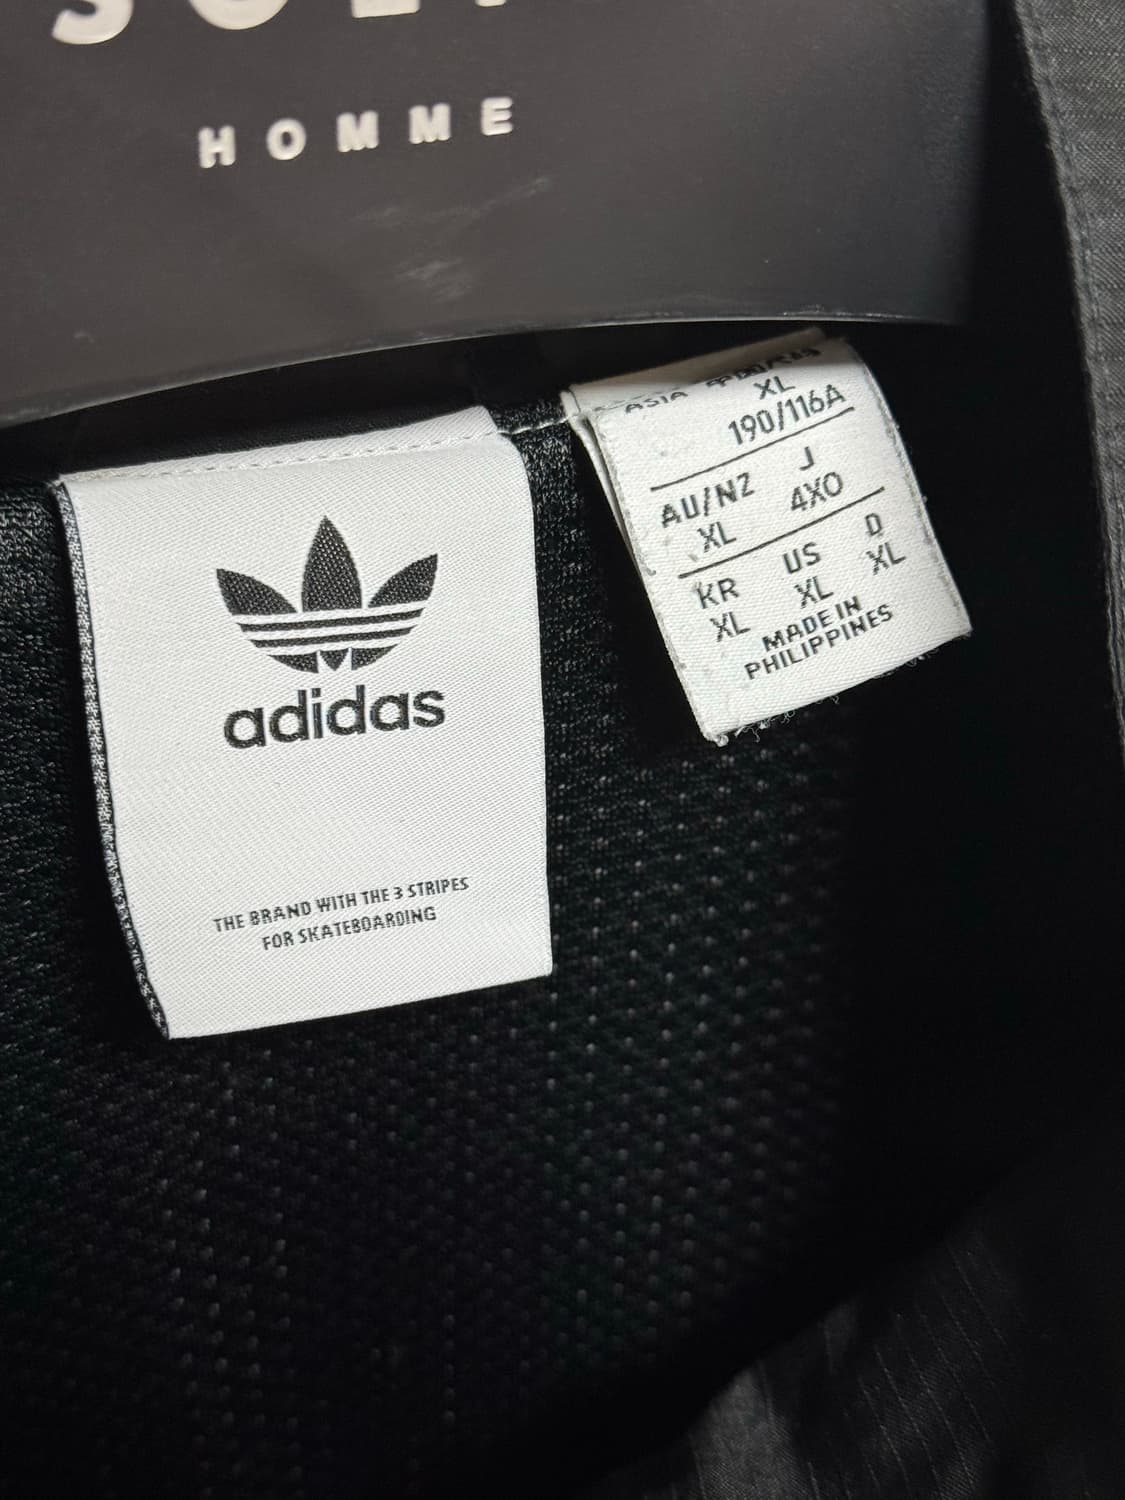 HOMME
adidas
THE BRAND WITH THE 3 STRIPES
FOR SKATEBOARDING
ASIA
XL
190/116A
AU/NZ J
XL 4XO
KR US D
XL XL XL
MADE IN
PHILIPPINES